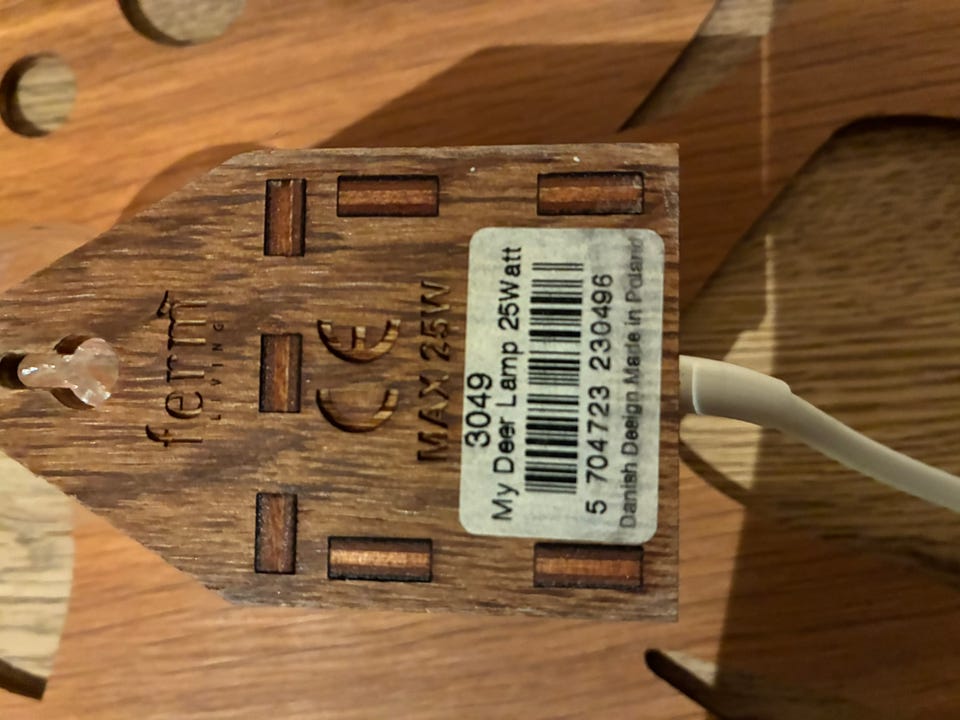 ferm
LIVING
CE
MAX 25W
3049
My Deer Lamp 25Watt
5 704723 230496
Danish Design Made in Poland